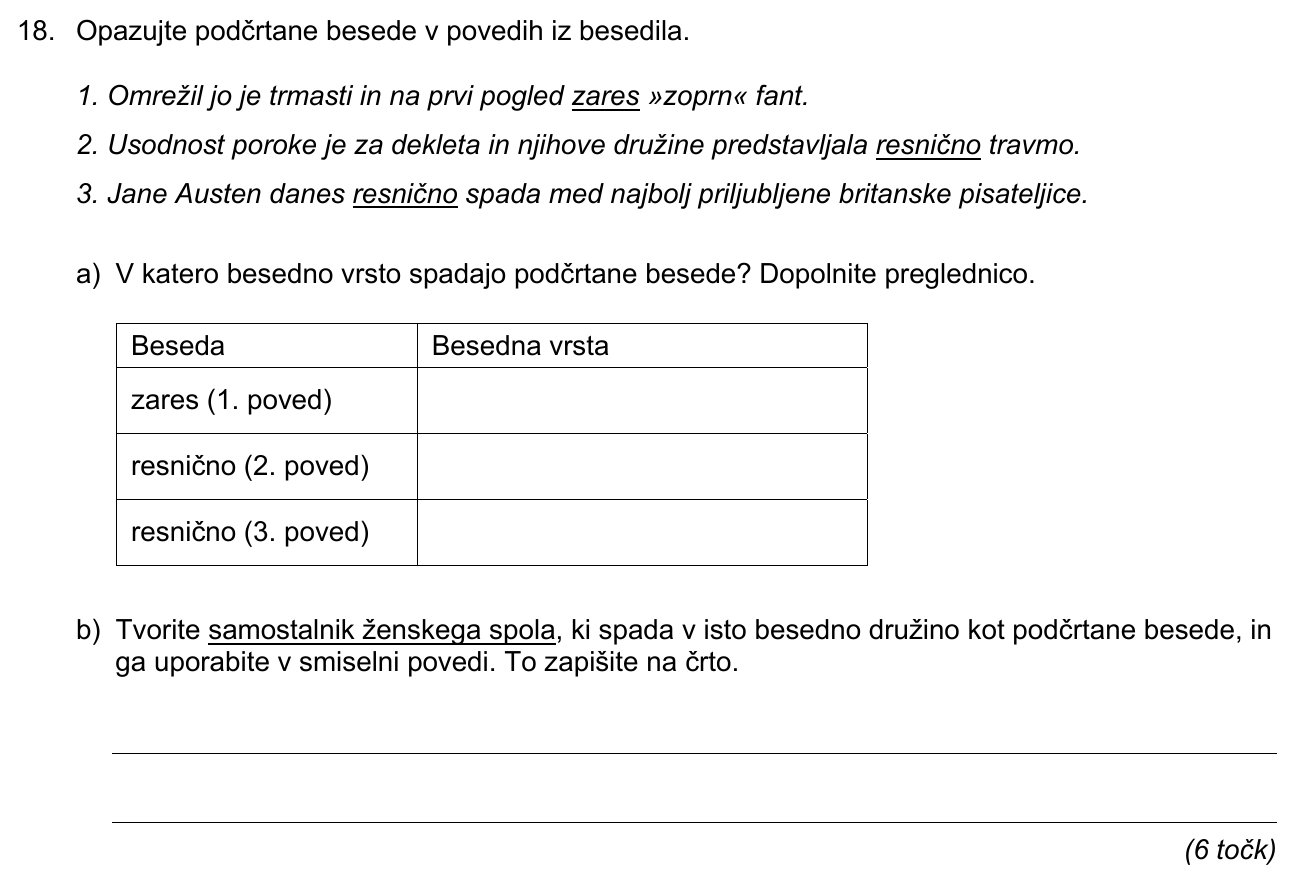 18. Opazujte podčrtane besede v povedih iz besedila.
1. Omrežil jo je trmasti in na prvi pogled zares »zoprn« fant.
2. Usodnost poroke je za dekleta in njihove družine predstavljala resnično travmo.
3. Jane Austen danes resnično spada med najbolj priljubljene britanske pisateljice.
a) V katero besedno vrsto spadajo podčrtane besede? Dopolnite preglednico.
Beseda Besedna vrsta
zares (1. poved)
resnično (2. poved)
resnično (3. poved)
b) Tvorite samostalnik ženskega spola, ki spada v isto besedno družino kot podčrtane besede, in
ga uporabite v smiselni povedi. To zapišite na črto.
(6 točk)